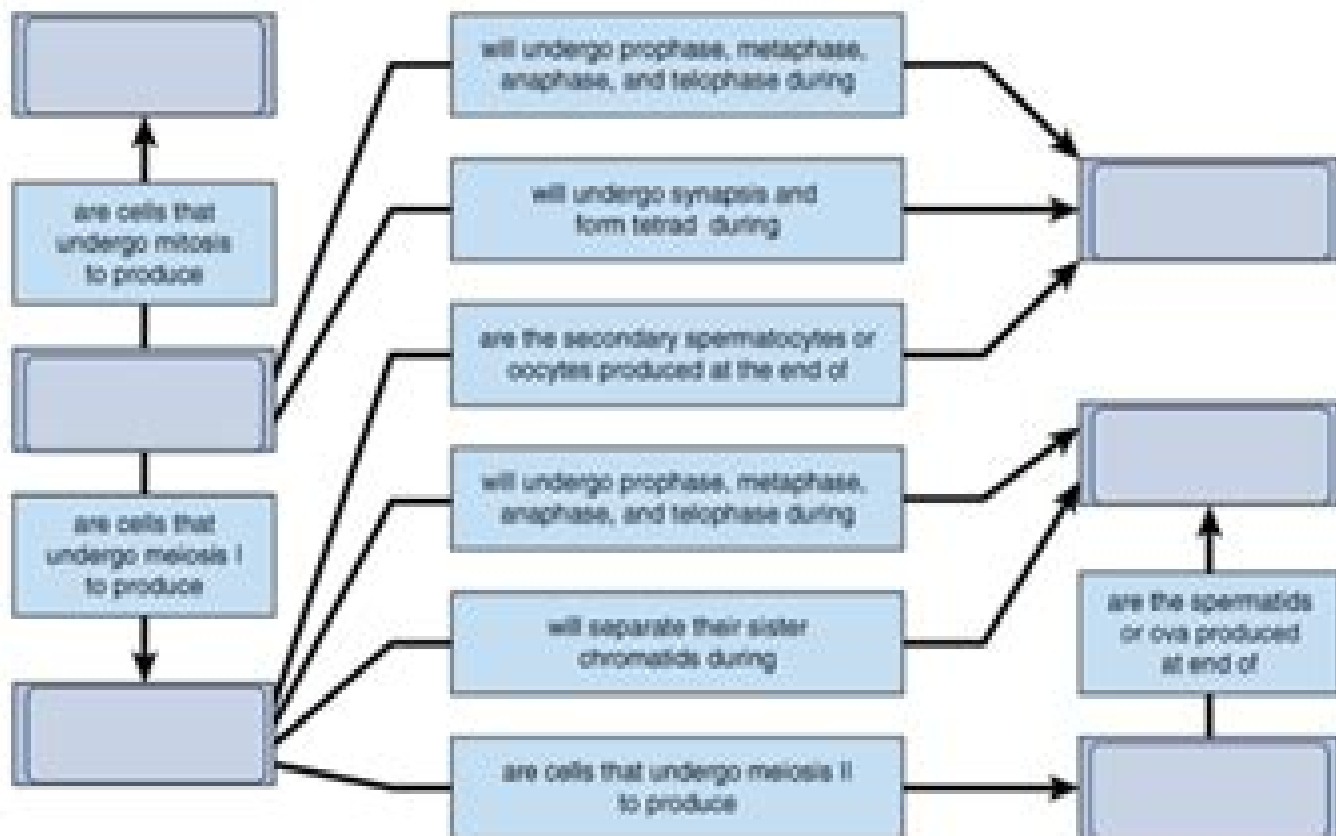 are cells that
undergo mitosis
to produce
are cells that
undergo meiosis I
to produce
will undergo prophase, metaphase,
anaphase, and telophase during
will undergo synapsis and
form tetrad during
are the secondary spermatocytes or
oocytes produced at the end of
will undergo prophase, metaphase,
anaphase, and telophase during
will separate their sister
chromatids during
are cells that undergo meiosis II
to produce
are the spermatids
or ova produced
at end of